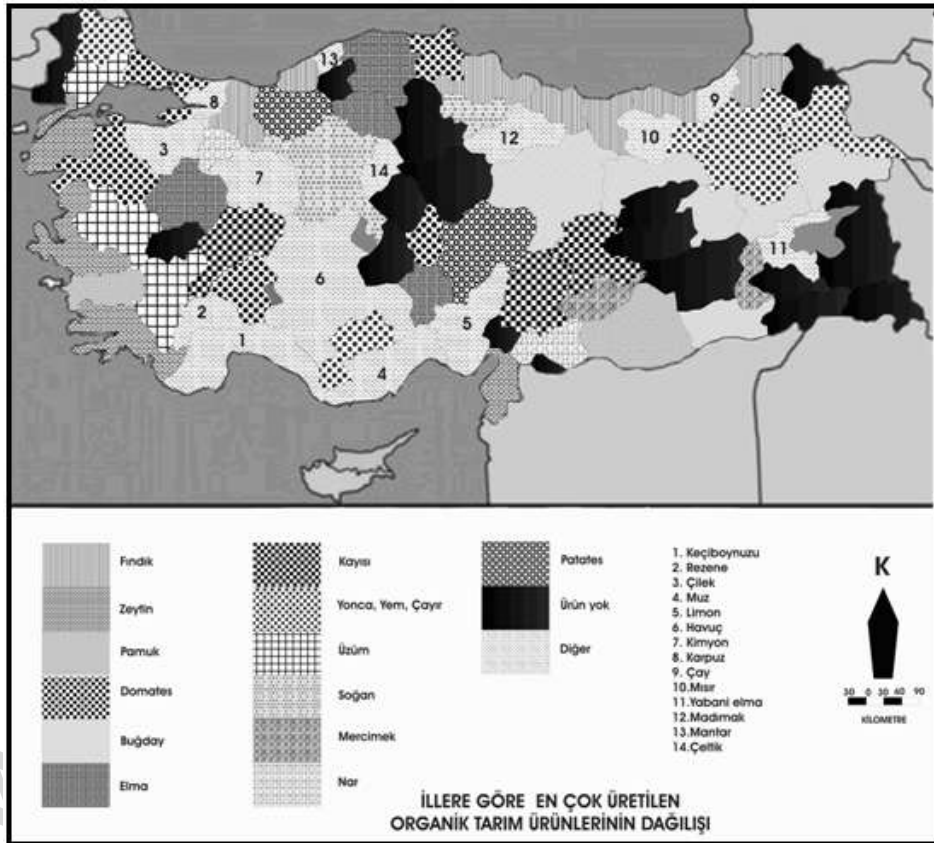 13
8
9
3
12
10
14
7
11
6
2
5
1
4
Fındık
Zeytin
Pamuk
Domates
Buğday
Elma
Kayısı
Yonca, Yem, Çayır
Üzüm
Soğan
Mercimek
Nar
Patates
Ürün yok
Diğer
1. Keçiboynuzu
2. Rezene
3. Çilek
4. Muz
5. Limon
6. Havuç
7. Kimyon
8. Karpuz
9. Çay
10.Mısır
11.Yabani elma
12.Madımak
13.Mantar
14.Çeltik
K
30 0 30 60 90
KİLOMETRE
İLLERE GÖRE EN ÇOK ÜRETİLEN
ORGANİK TARIM ÜRÜNLERİNİN DAĞILIŞI